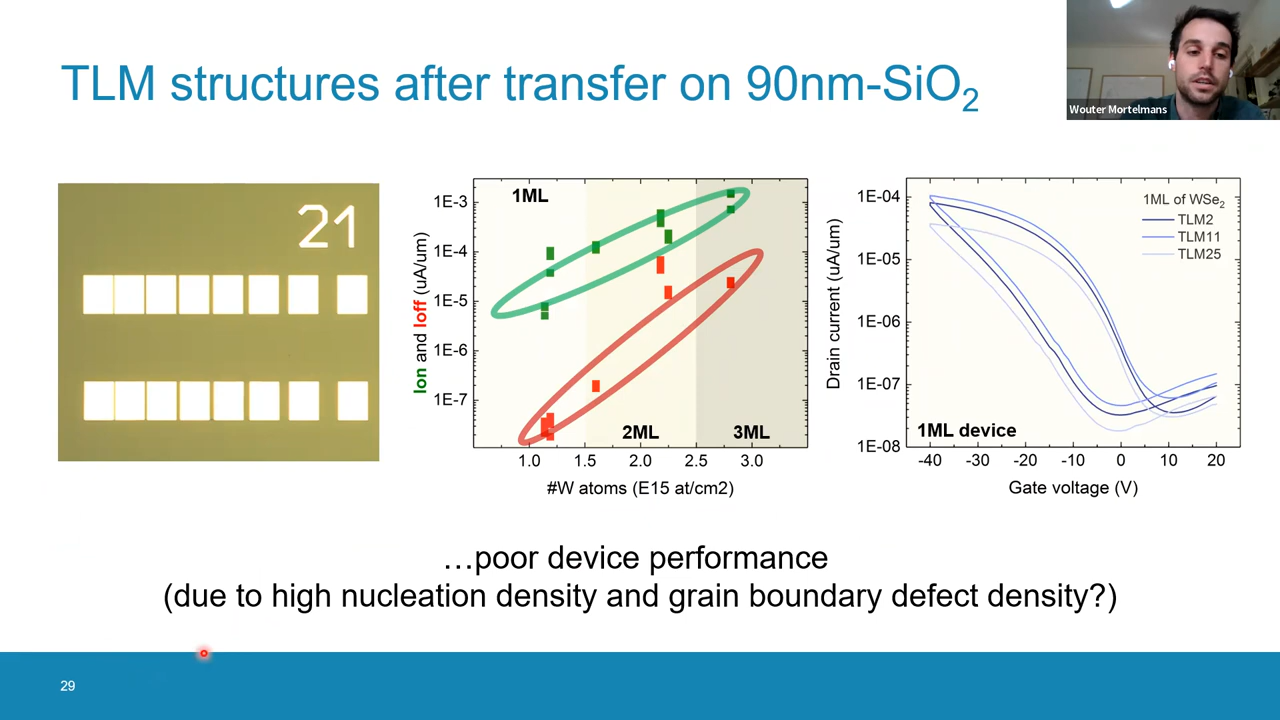 TLM structures after transfer on 90nm-SiO₂
Wouter Mortelmans
21
1ML
1E-3
1E-4
1E-5
1E-6
1E-7
Ion and Ioff (uA/um)
2ML
3ML
1.0 1.5 2.0 2.5 3.0
#W atoms (E15 at/cm2)
1E-04
1E-05
1E-06
1E-07
1E-08
Drain current (uA/um)
1ML of WSe₂
TLM2
TLM11
TLM25
1ML device
-40 -30 -20 -10 0 10 20
Gate voltage (V)
…poor device performance
(due to high nucleation density and grain boundary defect density?)
29